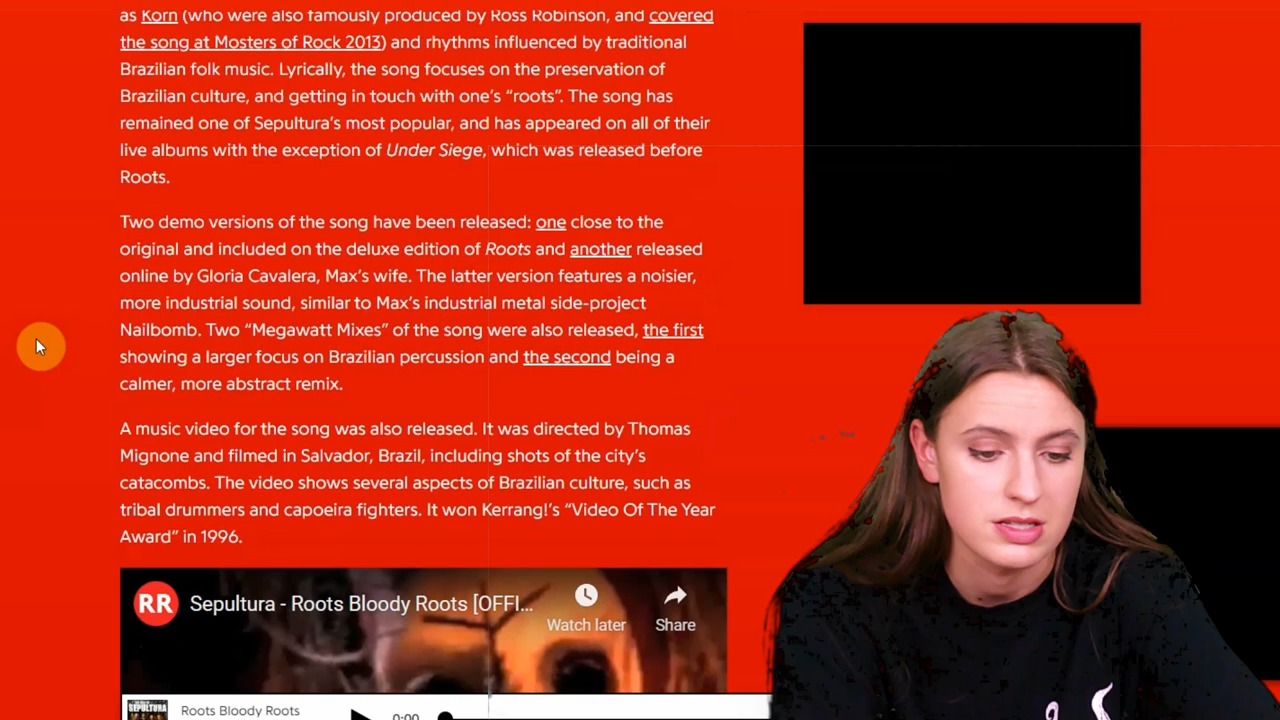 as Korn (who were also famously produced by Ross Robinson, and covered
the song at Mosters of Rock 2013) and rhythms influenced by traditional
Brazilian folk music. Lyrically, the song focuses on the preservation of
Brazilian culture, and getting in touch with one's “roots”. The song has
remained one of Sepultura's most popular, and has appeared on all of their
live albums with the exception of Under Siege, which was released before
Roots.
Two demo versions of the song have been released: one close to the
original and included on the deluxe edition of Roots and another released
online by Gloria Cavalera, Max's wife. The latter version features a noisier,
more industrial sound, similar to Max's industrial metal side-project
Nailbomb. Two “Megawatt Mixes” of the song were also released, the first
showing a larger focus on Brazilian percussion and the second being a
calmer, more abstract remix.
A music video for the song was also released. It was directed by Thomas
Mignone and filmed in Salvador, Brazil, including shots of the city's
catacombs. The video shows several aspects of Brazilian culture, such as
tribal drummers and capoeira fighters. It won Kerrang!'s “Video Of The Year
Award” in 1996.
RR Sepultura - Roots Bloody Roots [OFFI...
Watch later
Share
SEPULTURA
Roots Bloody Roots
0:00